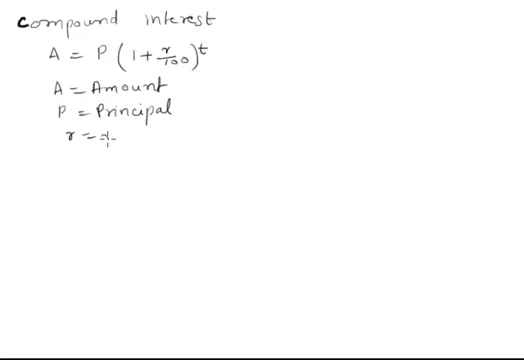 Compound interest
A = P (1 + r/100)^t
A = Amount
P = Principal
r =